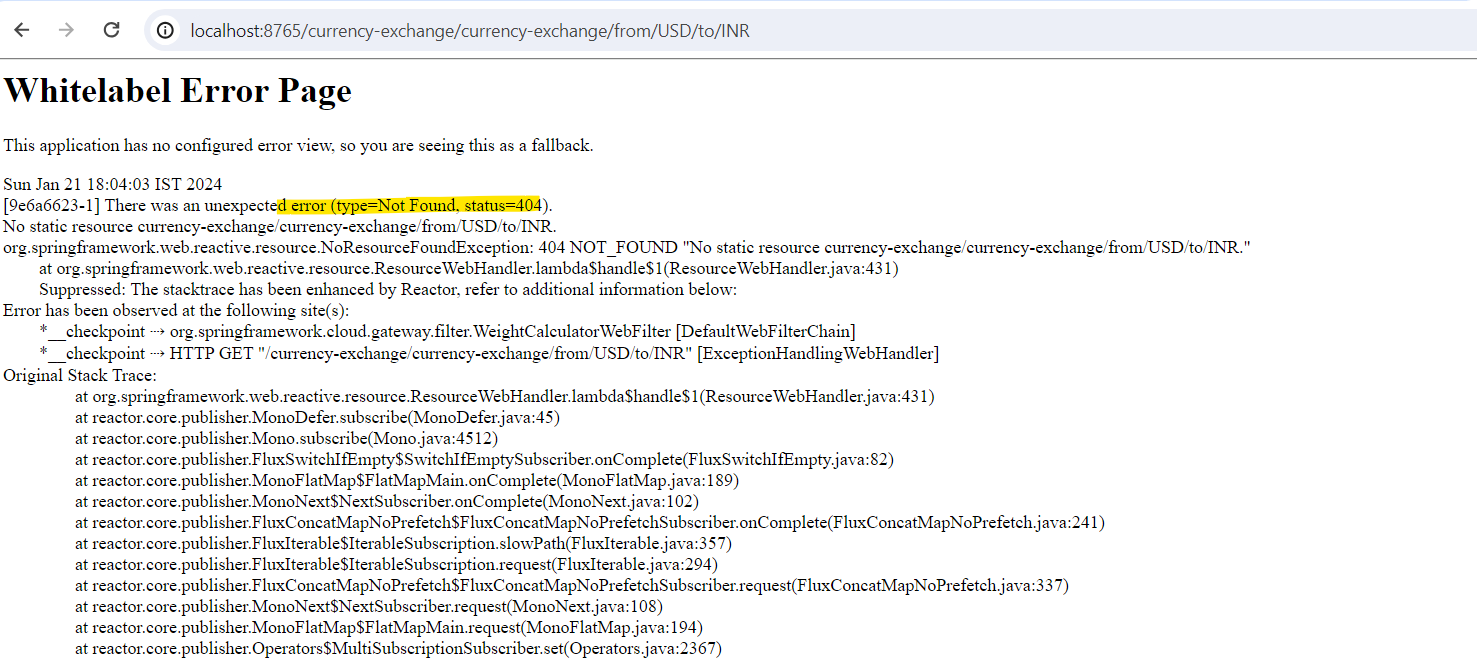 localhost:8765/currency-exchange/currency-exchange/from/USD/to/INR
Whitelabel Error Page
This application has no configured error view, so you are seeing this as a fallback.
Sun Jan 21 18:04:03 IST 2024
[9e6a6623-1] There was an unexpected error (type=Not Found, status=404).
No static resource currency-exchange/currency-exchange/from/USD/to/INR.
org.springframework.web.reactive.resource.NoResourceFoundException: 404 NOT_FOUND "No static resource currency-exchange/currency-exchange/from/USD/to/INR."
at org.springframework.web.reactive.resource.ResourceWebHandler.lambda$handle$1(ResourceWebHandler.java:431)
Suppressed: The stacktrace has been enhanced by Reactor, refer to additional information below:
Error has been observed at the following site(s):
*__checkpoint ⇢ org.springframework.cloud.gateway.filter.WeightCalculatorWebFilter [DefaultWebFilterChain]
*__checkpoint ⇢ HTTP GET "/currency-exchange/currency-exchange/from/USD/to/INR" [ExceptionHandlingWebHandler]
Original Stack Trace:
at org.springframework.web.reactive.resource.ResourceWebHandler.lambda$handle$1(ResourceWebHandler.java:431)
at reactor.core.publisher.MonoDefer.subscribe(MonoDefer.java:45)
at reactor.core.publisher.Mono.subscribe(Mono.java:4512)
at reactor.core.publisher.FluxSwitchIfEmpty$SwitchIfEmptySubscriber.onComplete(FluxSwitchIfEmpty.java:82)
at reactor.core.publisher.MonoFlatMap$FlatMapMain.onComplete(MonoFlatMap.java:189)
at reactor.core.publisher.MonoNext$NextSubscriber.onComplete(MonoNext.java:102)
at reactor.core.publisher.FluxConcatMapNoPrefetch$FluxConcatMapNoPrefetchSubscriber.onComplete(FluxConcatMapNoPrefetch.java:241)
at reactor.core.publisher.FluxIterable$IterableSubscription.slowPath(FluxIterable.java:357)
at reactor.core.publisher.FluxIterable$IterableSubscription.request(FluxIterable.java:294)
at reactor.core.publisher.FluxConcatMapNoPrefetch$FluxConcatMapNoPrefetchSubscriber.request(FluxConcatMapNoPrefetch.java:337)
at reactor.core.publisher.MonoNext$NextSubscriber.request(MonoNext.java:108)
at reactor.core.publisher.MonoFlatMap$FlatMapMain.request(MonoFlatMap.java:194)
at reactor.core.publisher.Operators$MultiSubscriptionSubscriber.set(Operators.java:2367)